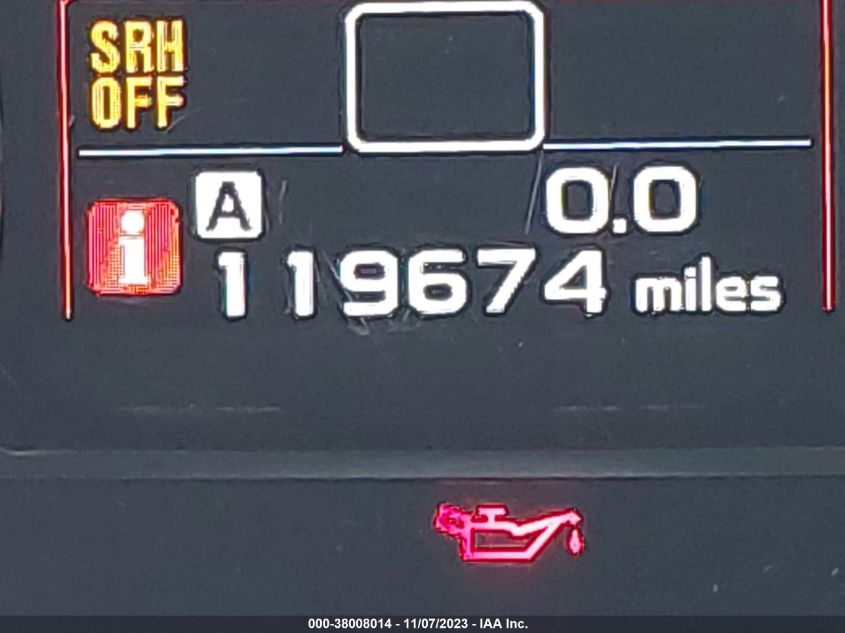 SRH
OFF
A 0.0
i 119674 miles
000-38008014 - 11/07/2023 - IAA Inc.